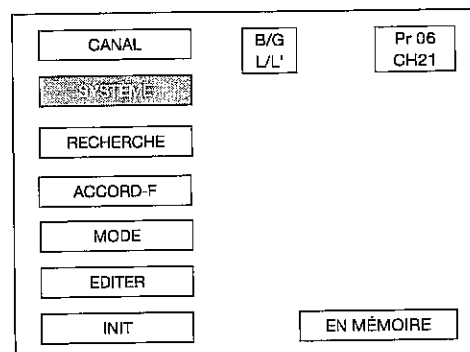 CANAL
B/G
L/L'
Pr 06
CH21
SYSTEME
RECHERCHE
ACCORD-F
MODE
EDITER
INIT
EN MÉMOIRE